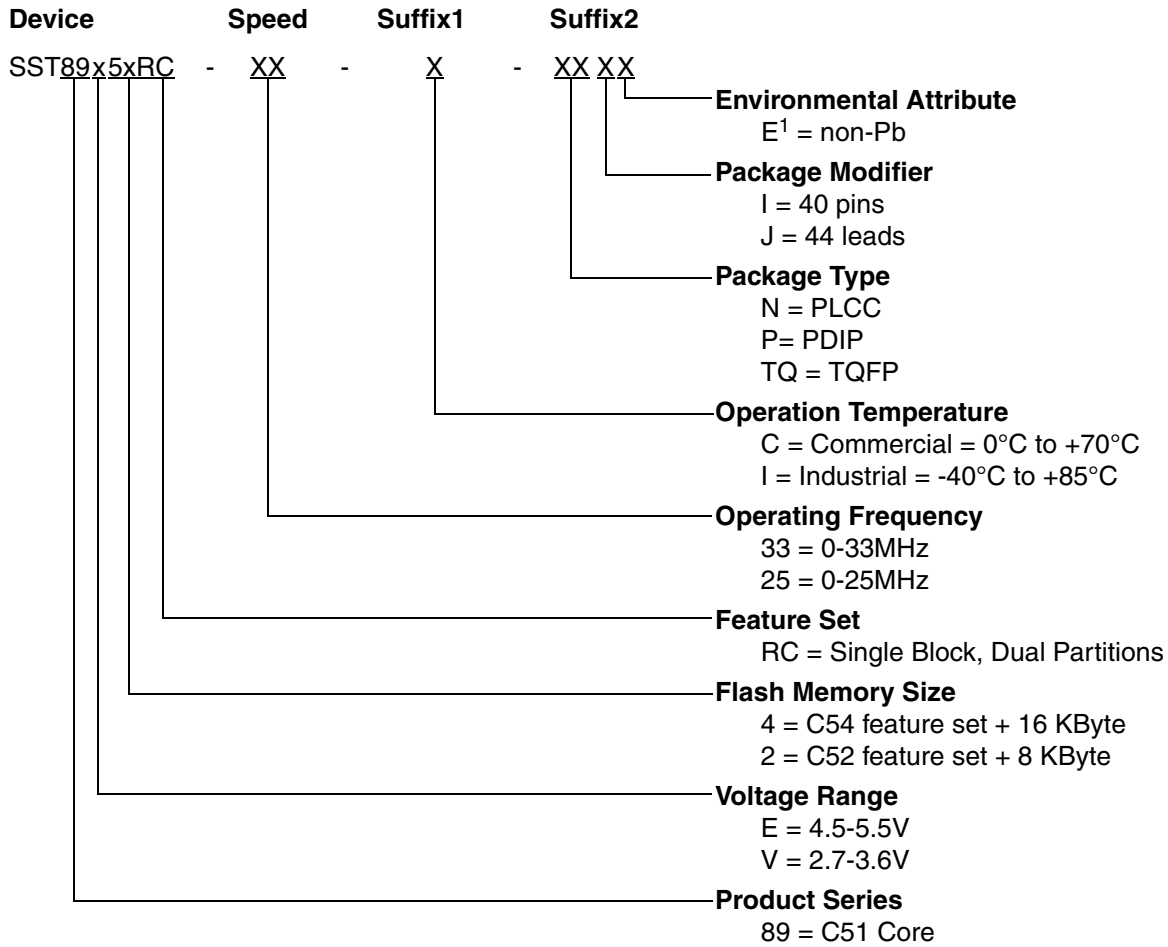 Device Speed Suffix1 Suffix2
SST89x5xRC - XX - X - XX X X
Environmental Attribute
E1 = non-Pb
Package Modifier
I = 40 pins
J = 44 leads
Package Type
N = PLCC
P= PDIP
TQ = TQFP
Operation Temperature
C = Commercial = 0°C to +70°C
I = Industrial = -40°C to +85°C
Operating Frequency
33 = 0-33MHz
25 = 0-25MHz
Feature Set
RC = Single Block, Dual Partitions
Flash Memory Size
4 = C54 feature set + 16 KByte
2 = C52 feature set + 8 KByte
Voltage Range
E = 4.5-5.5V
V = 2.7-3.6V
Product Series
89 = C51 Core